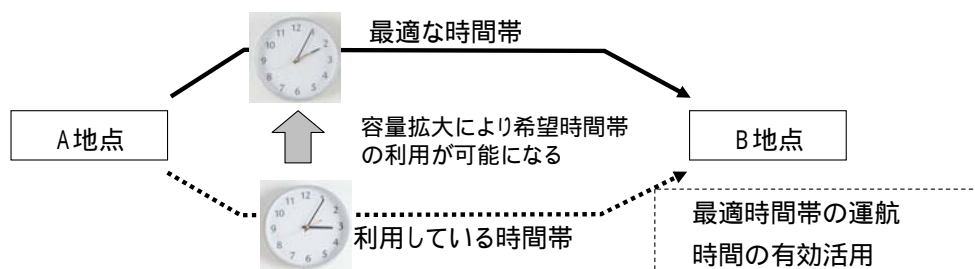 最適な時間帯
A地点
容量拡大により希望時間帯
の利用が可能になる
B地点
利用している時間帯
最適時間帯の運航
時間の有効活用